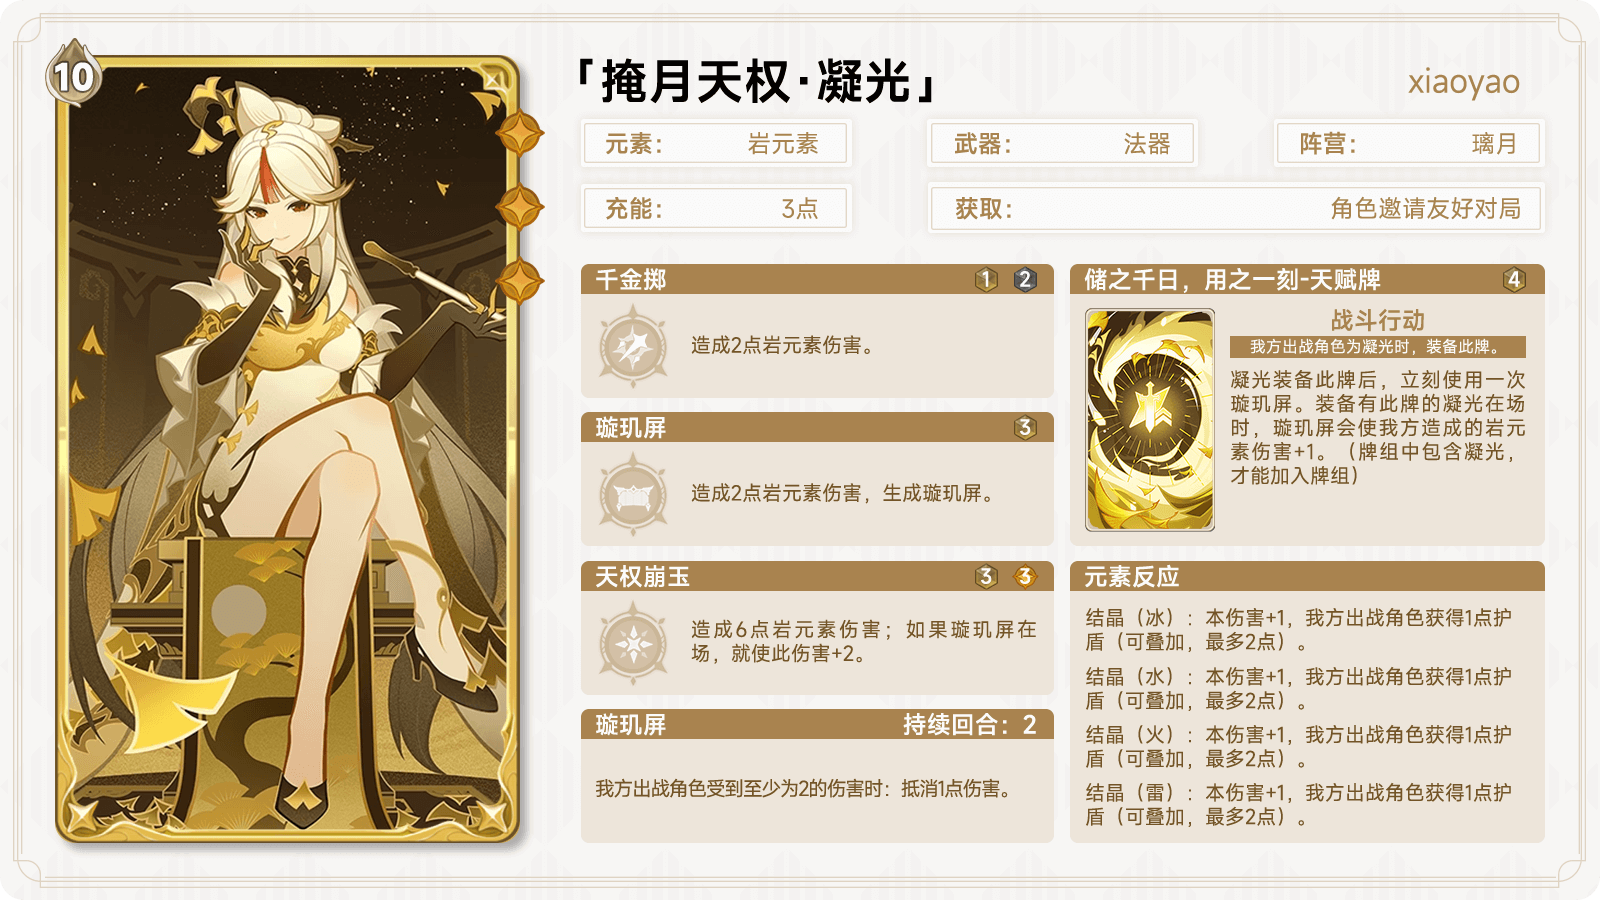 10
「掩月天权·凝光」
xiaoyao
元素： 岩元素
武器： 法器
阵营： 璃月
充能： 3点
获取： 角色邀请友好对局
千金掷 1 2
造成2点岩元素伤害。
璇玑屏 3
造成2点岩元素伤害，生成璇玑屏。
天权崩玉 3 3
造成6点岩元素伤害；如果璇玑屏在
场，就使此伤害+2。
璇玑屏 持续回合：2
我方出战角色受到至少为2的伤害时：抵消1点伤害。
储之千日，用之一刻-天赋牌 4
战斗行动
我方出战角色为凝光时，装备此牌。
凝光装备此牌后，立刻使用一次
璇玑屏。装备有此牌的凝光在场
时，璇玑屏会使我方造成的岩元
素伤害+1。（牌组中包含凝光，
才能加入牌组）
元素反应
结晶（冰）：本伤害+1，我方出战角色获得1点护
盾（可叠加，最多2点）。
结晶（水）：本伤害+1，我方出战角色获得1点护
盾（可叠加，最多2点）。
结晶（火）：本伤害+1，我方出战角色获得1点护
盾（可叠加，最多2点）。
结晶（雷）：本伤害+1，我方出战角色获得1点护
盾（可叠加，最多2点）。